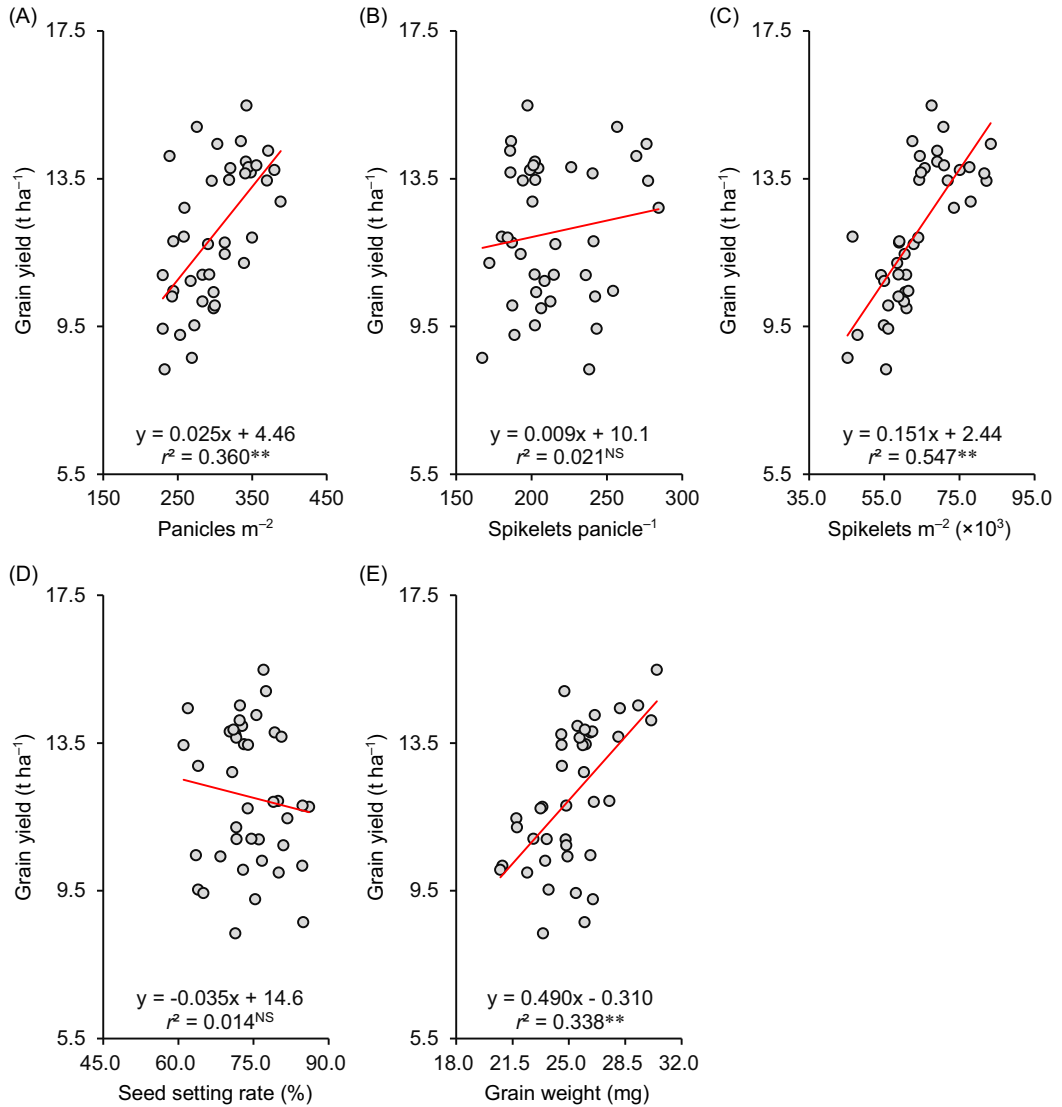 (A)
17.5
13.5
9.5
5.5
Grain yield (t ha⁻¹)
y = 0.025x + 4.46
r² = 0.360**
150
250
350
450
Panicles m⁻²
(B)
17.5
13.5
9.5
5.5
Grain yield (t ha⁻¹)
y = 0.009x + 10.1
r² = 0.021ᴺˢ
150
200
250
300
Spikelets panicle⁻¹
(C)
17.5
13.5
9.5
5.5
Grain yield (t ha⁻¹)
y = 0.151x + 2.44
r² = 0.547**
35.0
55.0
75.0
95.0
Spikelets m⁻² (×10³)
(D)
17.5
13.5
9.5
5.5
Grain yield (t ha⁻¹)
y = -0.035x + 14.6
r² = 0.014ᴺˢ
45.0
60.0
75.0
90.0
Seed setting rate (%)
(E)
17.5
13.5
9.5
5.5
Grain yield (t ha⁻¹)
y = 0.490x - 0.310
r² = 0.338**
18.0
21.5
25.0
28.5
32.0
Grain weight (mg)